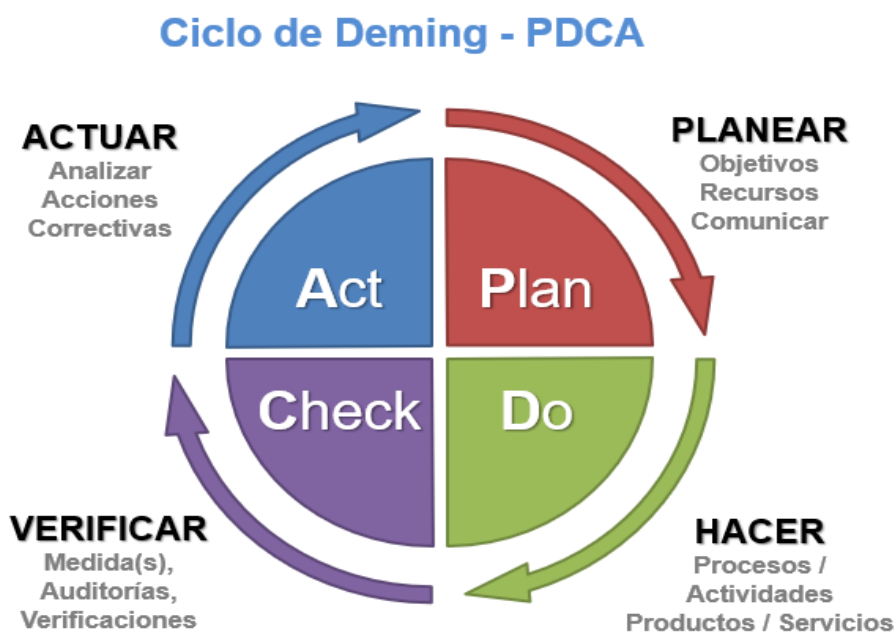 Ciclo de Deming - PDCA
ACTUAR
Analizar
Acciones
Correctivas
PLANEAR
Objetivos
Recursos
Comunicar
Act
Plan
Check
Do
VERIFICAR
Medida(s),
Auditorías,
Verificaciones
HACER
Procesos /
Actividades
Productos / Servicios